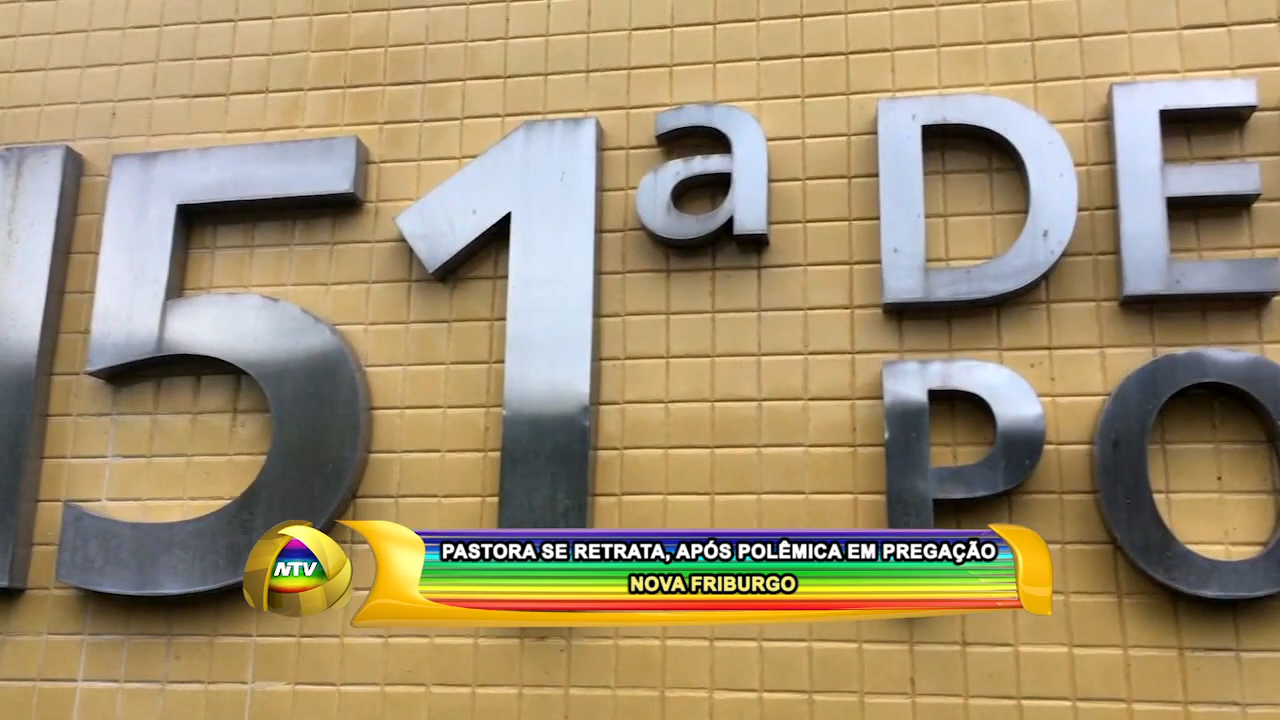 151ª DE
PO
NTV
PASTORA SE RETRATA, APÓS POLÊMICA EM PREGAÇÃO
NOVA FRIBURGO